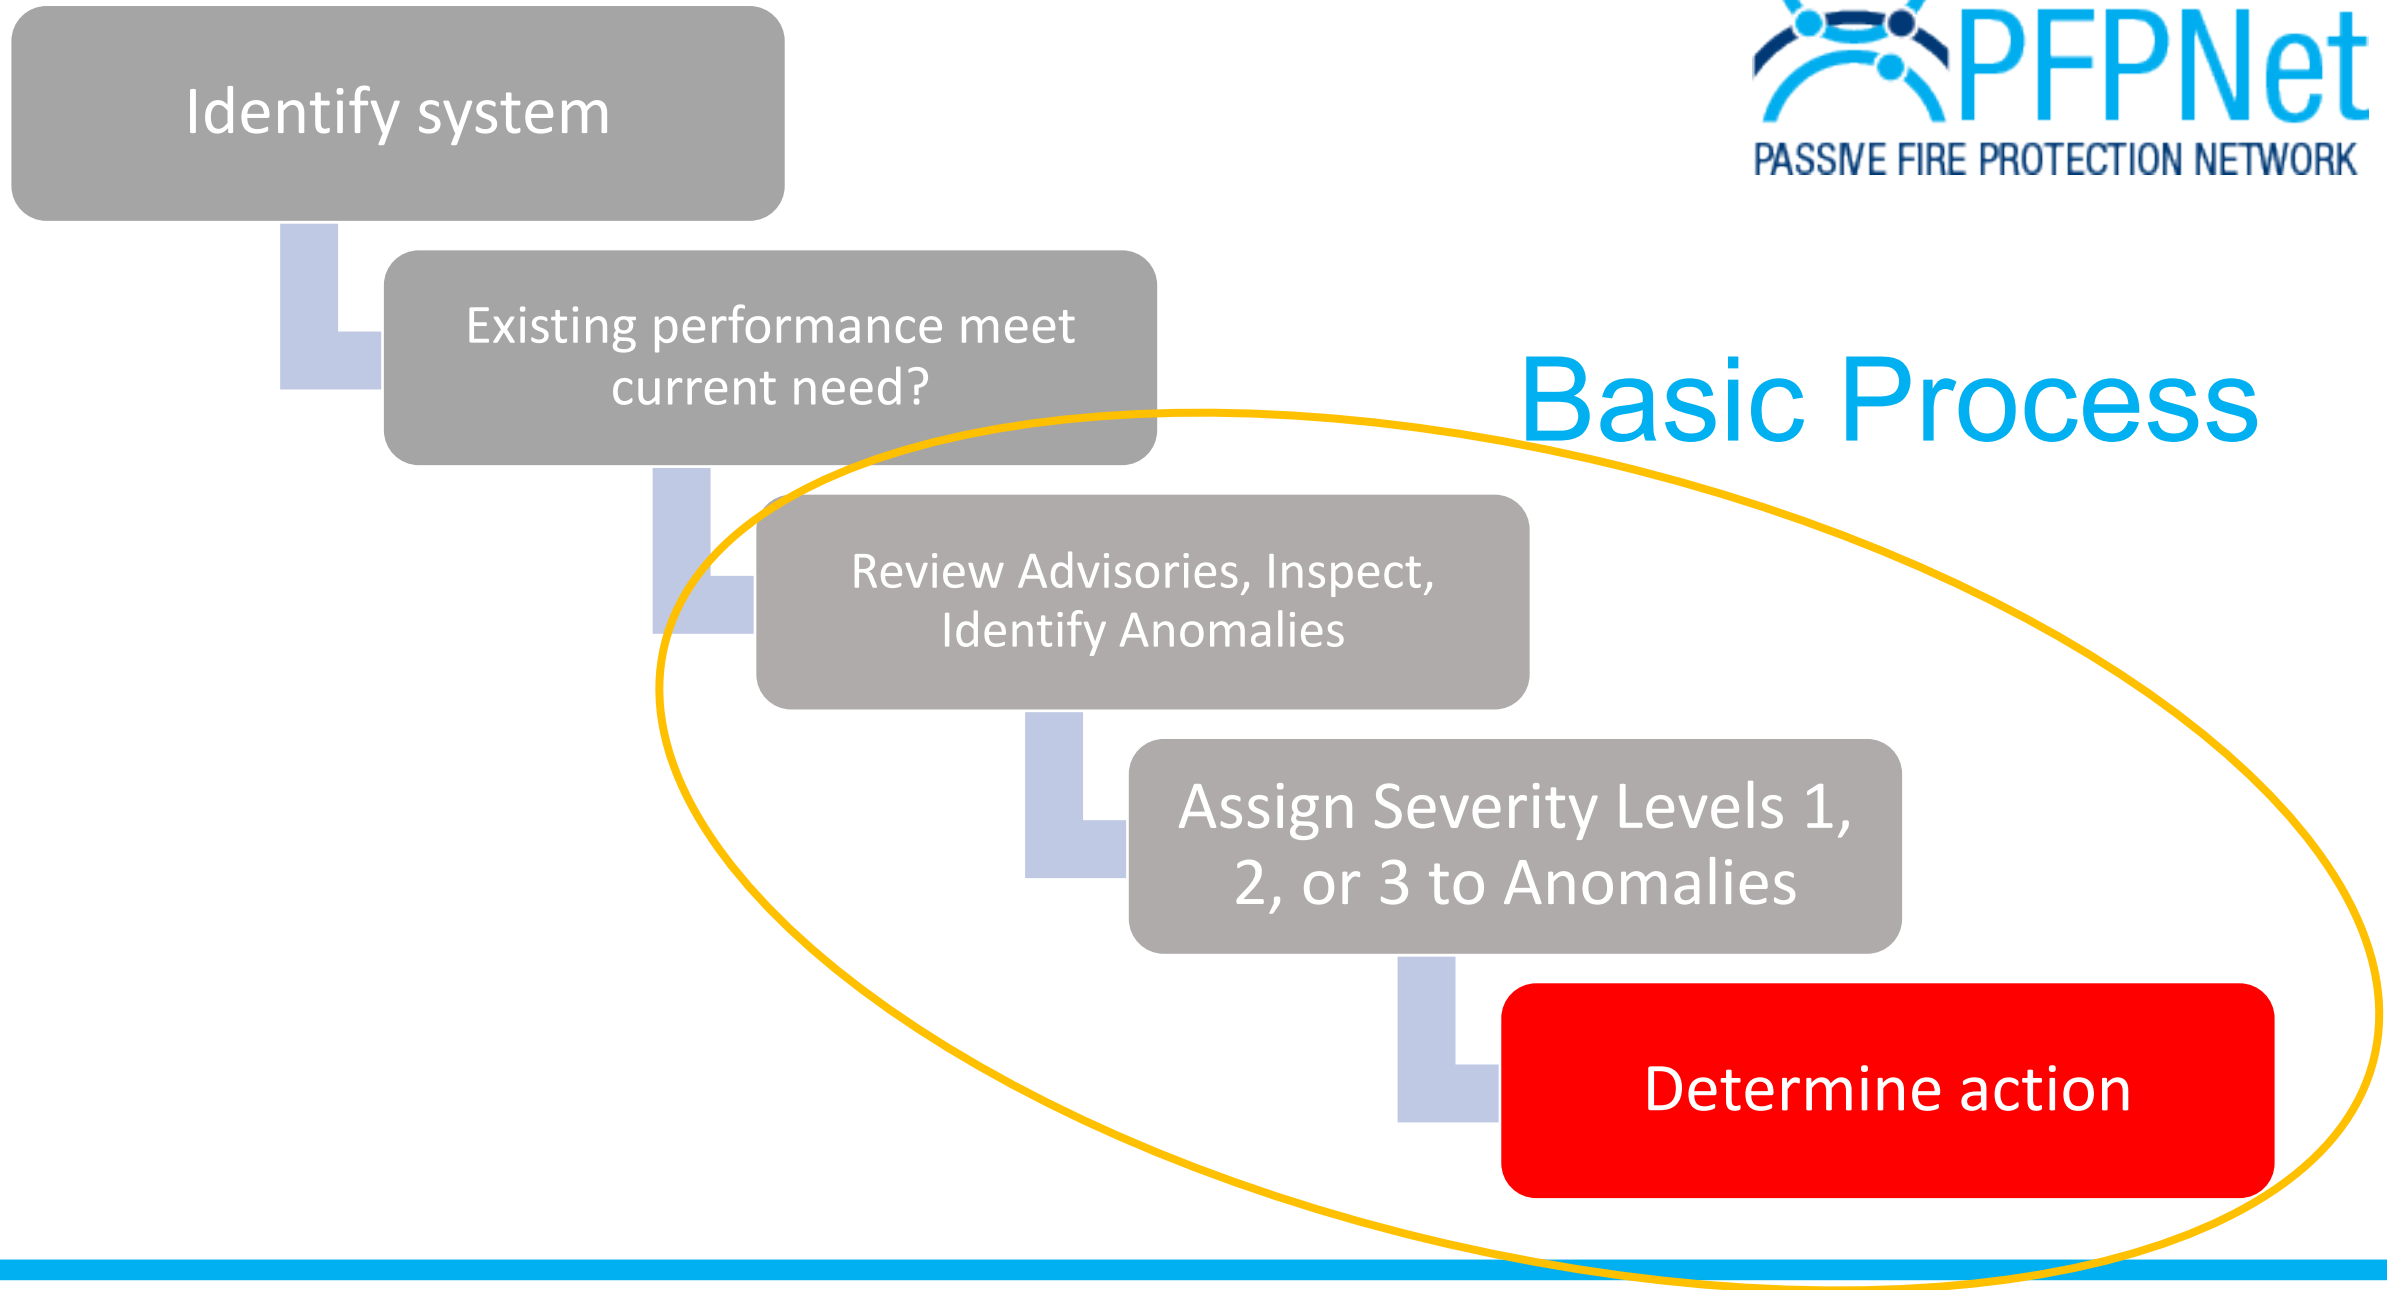 Identify system
PFPNet
PASSIVE FIRE PROTECTION NETWORK
Existing performance meet
current need?
Basic Process
Review Advisories, Inspect,
Identify Anomalies
Assign Severity Levels 1,
2, or 3 to Anomalies
Determine action